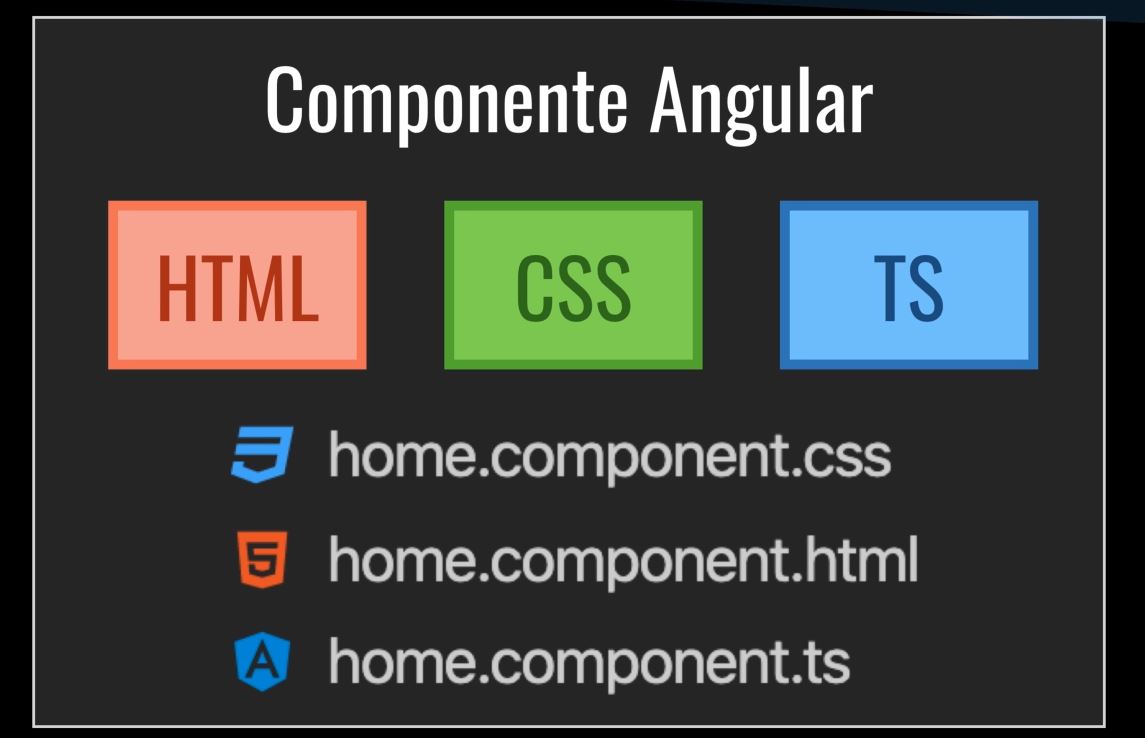 Componente Angular
HTML CSS TS
home.component.css
home.component.html
home.component.ts